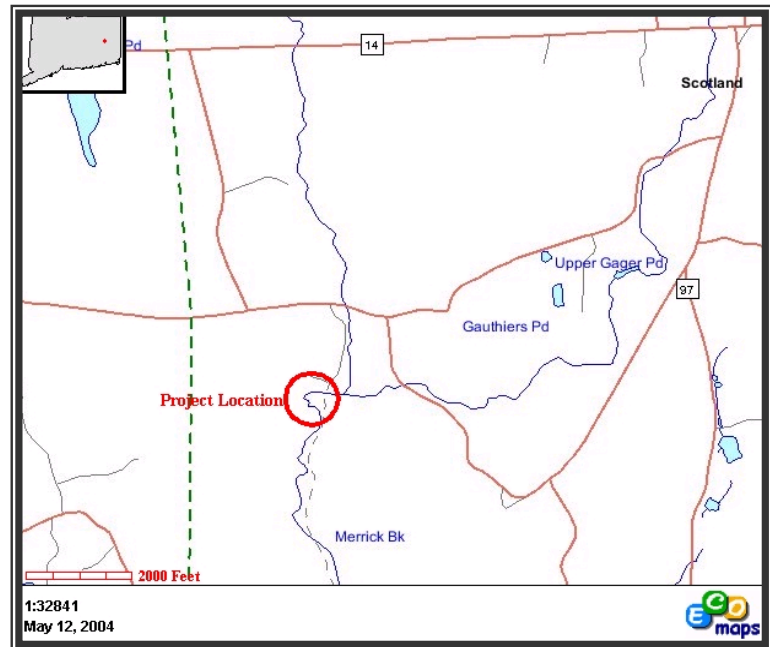 Pd
14
Scotland
Upper Gager Pd
97
Gauthiers Pd
Project Location
Merrick Bk
2000 Feet
1:32841
May 12, 2004
ECO
maps